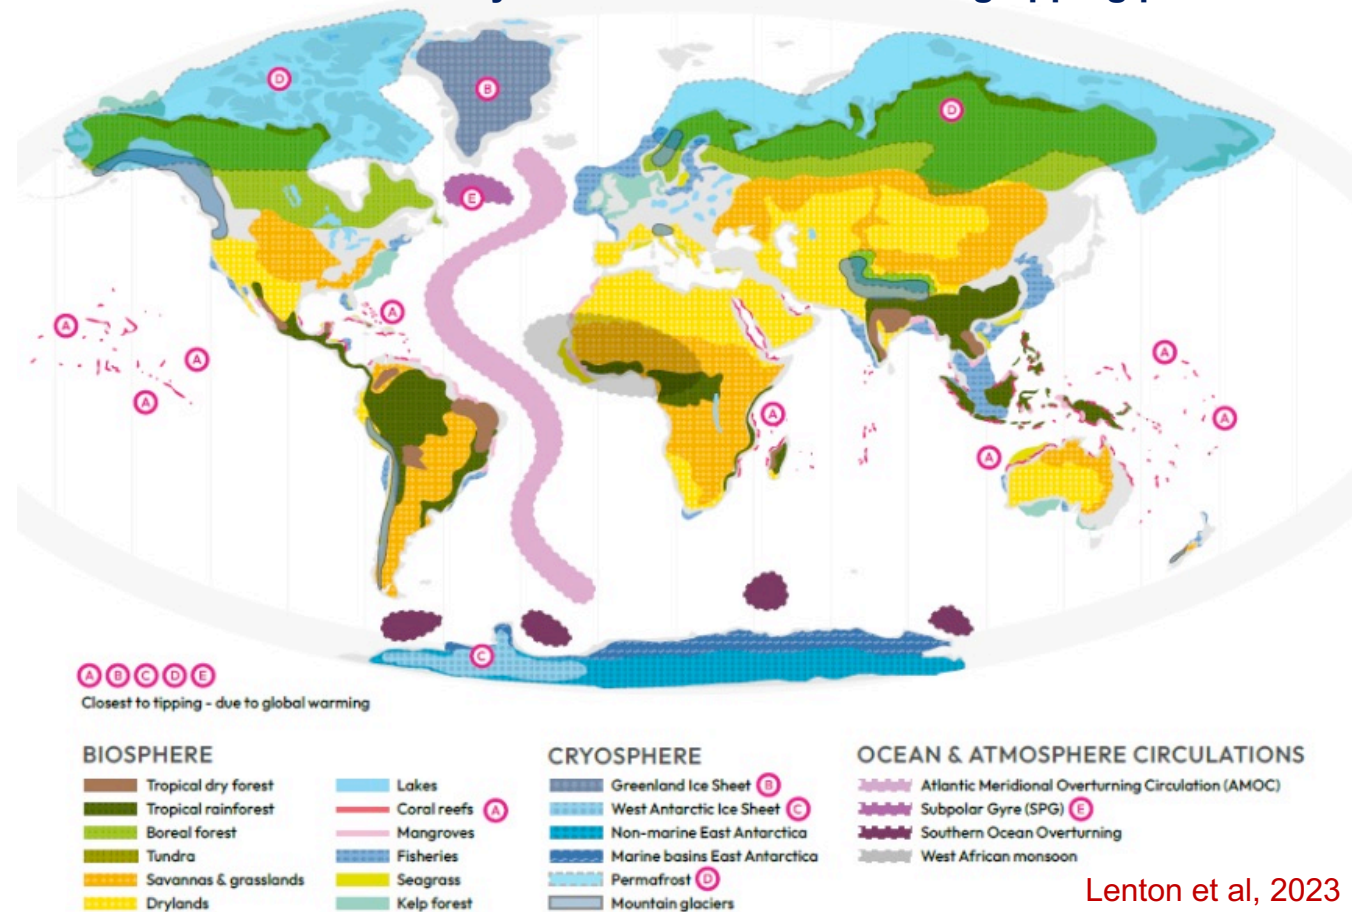 D
B
D
E
A
A
A
A
A
A
A
A
C
A B C D E
Closest to tipping - due to global warming
BIOSPHERE
Tropical dry forest
Tropical rainforest
Boreal forest
Tundra
Savannas & grasslands
Drylands
Lakes
Coral reefs A
Mangroves
Fisheries
Seagrass
Kelp forest
CRYOSPHERE
Greenland Ice Sheet B
West Antarctic Ice Sheet C
Non-marine East Antarctica
Marine basins East Antarctica
Permafrost D
Mountain glaciers
OCEAN & ATMOSPHERE CIRCULATIONS
Atlantic Meridional Overturning Circulation (AMOC)
Subpolar Gyre (SPG) E
Southern Ocean Overturning
West African monsoon
Lenton et al, 2023